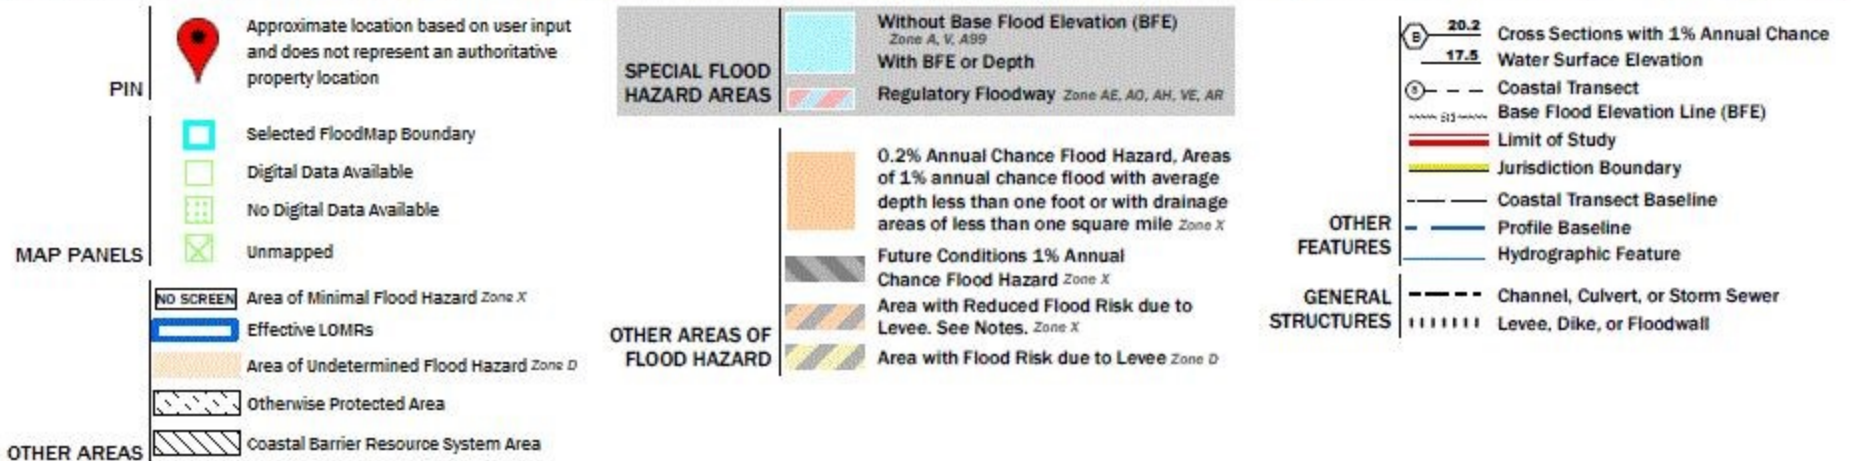 PIN
Approximate location based on user input
and does not represent an authoritative
property location
MAP PANELS
Selected FloodMap Boundary
Digital Data Available
No Digital Data Available
Unmapped
OTHER AREAS
NO SCREEN Area of Minimal Flood Hazard Zone X
Effective LOMRs
Area of Undetermined Flood Hazard Zone D
Otherwise Protected Area
Coastal Barrier Resource System Area
SPECIAL FLOOD
HAZARD AREAS
Without Base Flood Elevation (BFE)
Zone A, V, A99
With BFE or Depth
Regulatory Floodway Zone AE, AO, AH, VE, AR
OTHER AREAS OF
FLOOD HAZARD
0.2% Annual Chance Flood Hazard, Areas
of 1% annual chance flood with average
depth less than one foot or with drainage
areas of less than one square mile Zone X
Future Conditions 1% Annual
Chance Flood Hazard Zone X
Area with Reduced Flood Risk due to
Levee. See Notes. Zone X
Area with Flood Risk due to Levee Zone D
OTHER
FEATURES
B 20.2 Cross Sections with 1% Annual Chance
17.5 Water Surface Elevation
Coastal Transect
Base Flood Elevation Line (BFE)
Limit of Study
Jurisdiction Boundary
Coastal Transect Baseline
Profile Baseline
Hydrographic Feature
GENERAL
STRUCTURES
Channel, Culvert, or Storm Sewer
Levee, Dike, or Floodwall